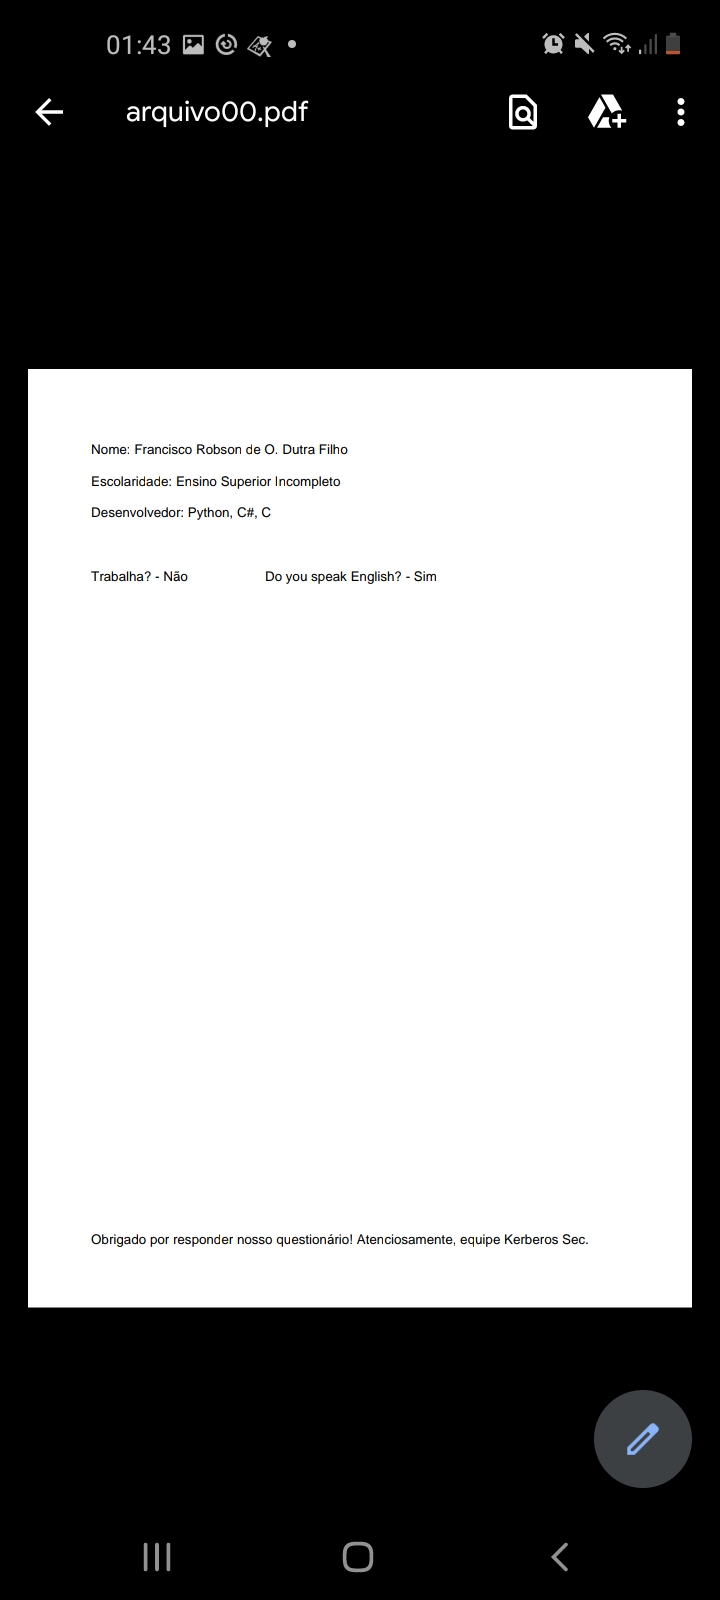 01:43
arquivo00.pdf
Nome: Francisco Robson de O. Dutra Filho
Escolaridade: Ensino Superior Incompleto
Desenvolvedor: Python, C#, C
Trabalha? - Não Do you speak English? - Sim
Obrigado por responder nosso questionário! Atenciosamente, equipe Kerberos Sec.